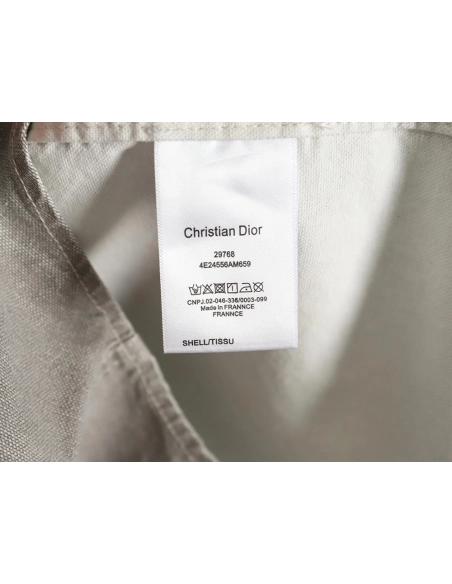 Christian Dior
29768
4E24556AM659
CNPJ.02-046-336/0003-099
Made in FRANNCE
FRANNCE
SHELL/TISSU